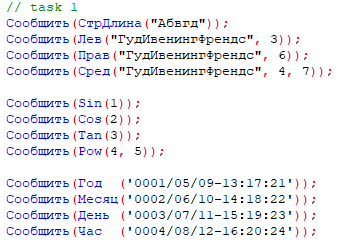 // task 1
Сообщить(СтрДлина("Абвгд"));
Сообщить(Лев("ГудИвенингФрендс", 3));
Сообщить(Прав("ГудИвенингФрендс", 6));
Сообщить(Сред("ГудИвенингФрендс", 4, 7));
Сообщить(Sin(1));
Сообщить(Cos(2));
Сообщить(Tan(3));
Сообщить(Pow(4, 5));
Сообщить(Год  ('0001/05/09-13:17:21'));
Сообщить(Месяц('0002/06/10-14:18:22'));
Сообщить(День ('0003/07/11-15:19:23'));
Сообщить(Час  ('0004/08/12-16:20:24'));